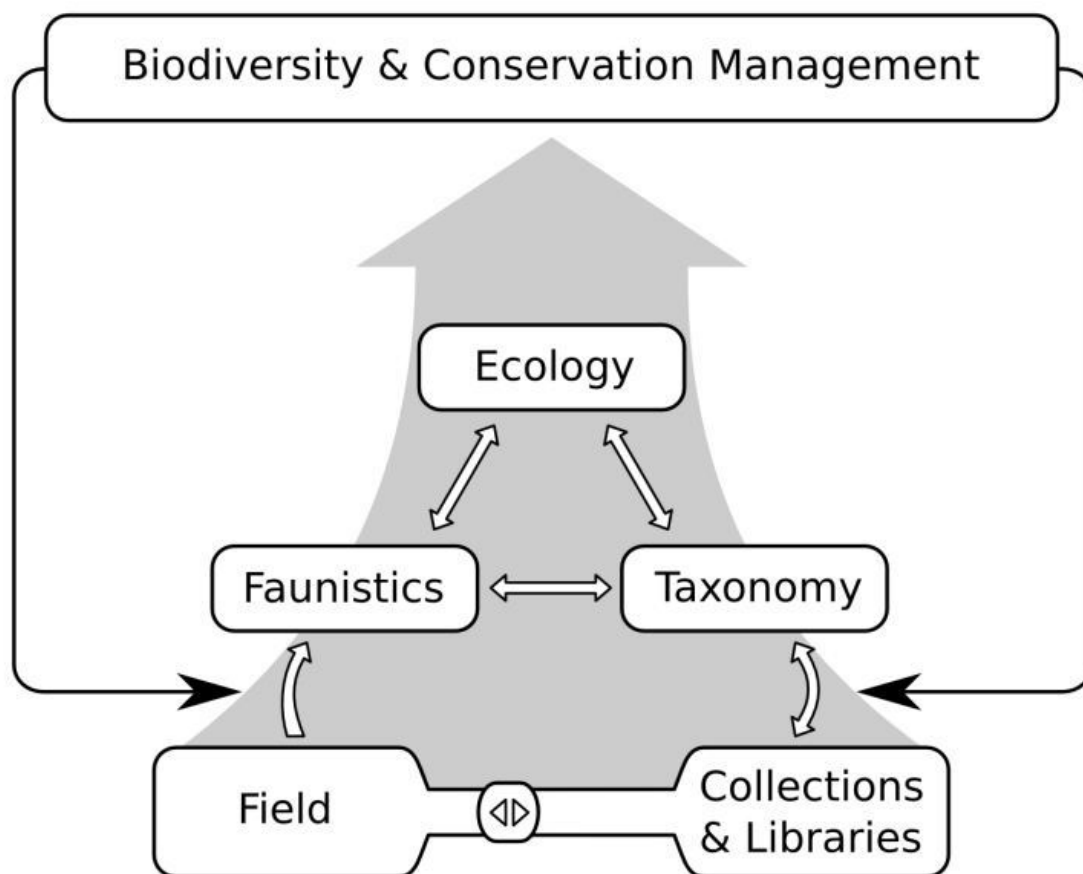 Biodiversity & Conservation Management
Ecology
Faunistics
Taxonomy
Field
Collections
& Libraries